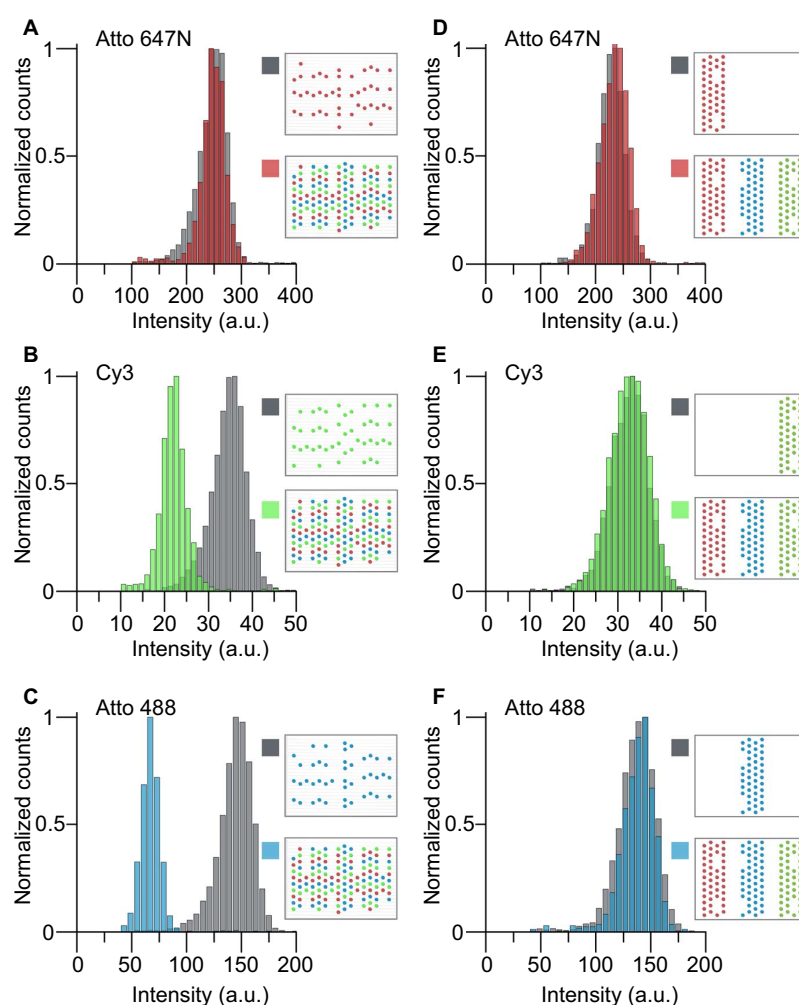 A
Atto 647N
Normalized counts
1
0.5
0
0 100 200 300 400
Intensity (a.u.)
D
Atto 647N
Normalized counts
1
0.5
0
0 100 200 300 400
Intensity (a.u.)
B
Cy3
Normalized counts
1
0.5
0
0 10 20 30 40 50
Intensity (a.u.)
E
Cy3
Normalized counts
1
0.5
0
0 10 20 30 40 50
Intensity (a.u.)
C
Atto 488
Normalized counts
1
0.5
0
0 50 100 150 200
Intensity (a.u.)
F
Atto 488
Normalized counts
1
0.5
0
0 50 100 150 200
Intensity (a.u.)